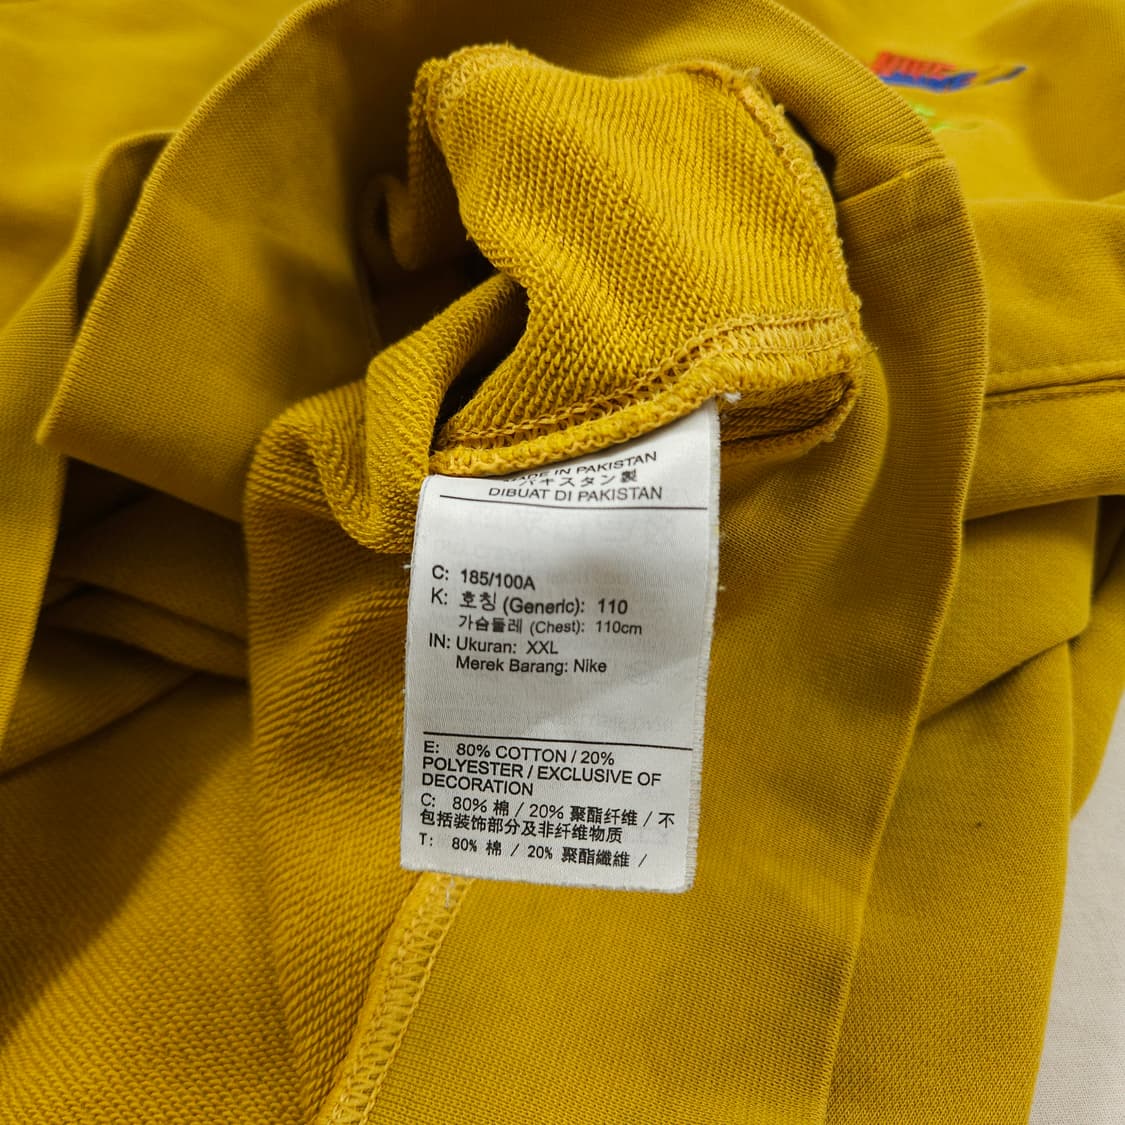 MADE IN PAKISTAN
パキスタン製
DIBUAT DI PAKISTAN
C: 185/100A
K: 호칭 (Generic): 110
가슴둘레 (Chest): 110cm
IN: Ukuran: XXL
Merek Barang: Nike
E: 80% COTTON / 20%
POLYESTER / EXCLUSIVE OF
DECORATION
C: 80% 棉 / 20% 聚酯纤维 / 不
包括装饰部分及非纤维物质
T: 80% 棉 / 20% 聚酯纖維 /